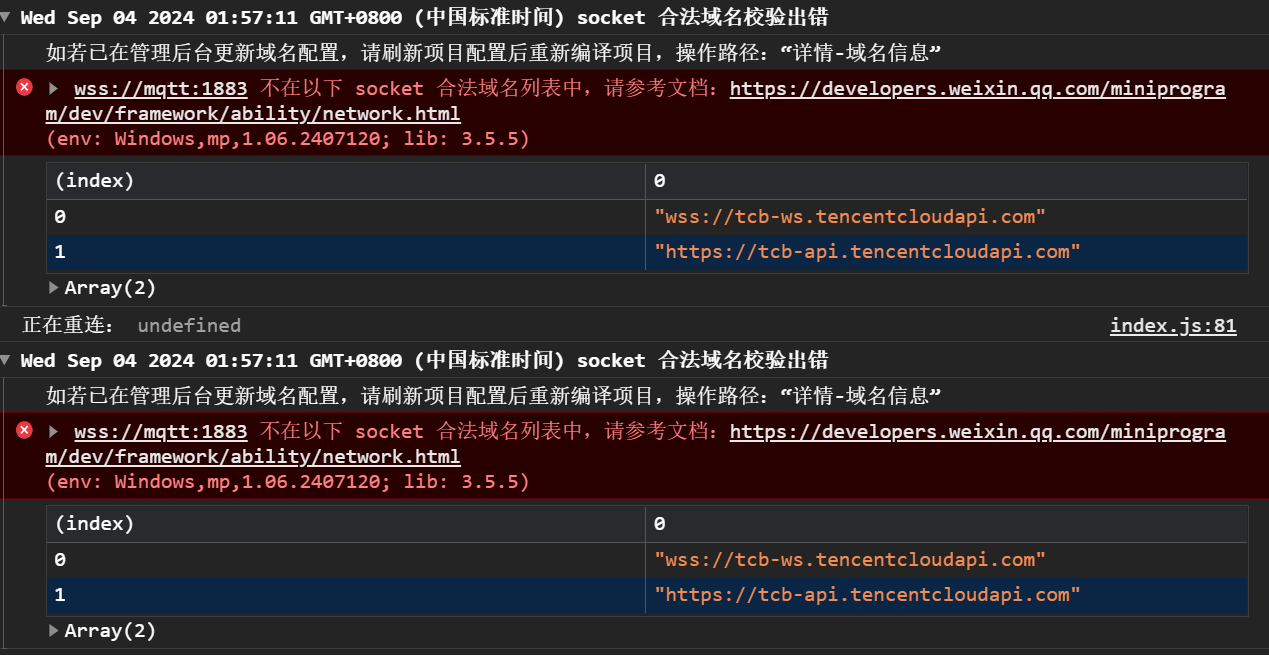 Wed Sep 04 2024 01:57:11 GMT+0800 (中国标准时间) socket 合法域名校验出错
如若已在管理后台更新域名配置，请刷新项目配置后重新编译项目，操作路径：“详情-域名信息”
wss://mqtt:1883 不在以下 socket 合法域名列表中，请参考文档：https://developers.weixin.qq.com/miniprogra
m/dev/framework/ability/network.html
(env: Windows,mp,1.06.2407120; lib: 3.5.5)
(index) 0
0 "wss://tcb-ws.tencentcloudapi.com"
1 "https://tcb-api.tencentcloudapi.com"
Array(2)
正在重连： undefined index.js:81
Wed Sep 04 2024 01:57:11 GMT+0800 (中国标准时间) socket 合法域名校验出错
如若已在管理后台更新域名配置，请刷新项目配置后重新编译项目，操作路径：“详情-域名信息”
wss://mqtt:1883 不在以下 socket 合法域名列表中，请参考文档：https://developers.weixin.qq.com/miniprogra
m/dev/framework/ability/network.html
(env: Windows,mp,1.06.2407120; lib: 3.5.5)
(index) 0
0 "wss://tcb-ws.tencentcloudapi.com"
1 "https://tcb-api.tencentcloudapi.com"
Array(2)